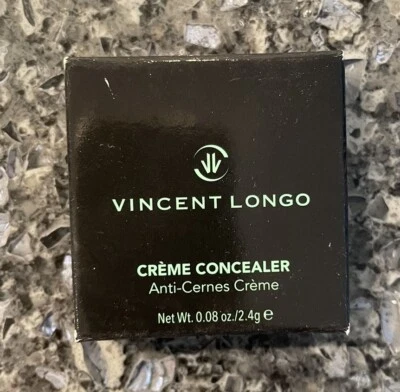 VINCENT LONGO
CRÈME CONCEALER
Anti-Cernes Crème
Net Wt. 0.08 oz./2.4g ℮